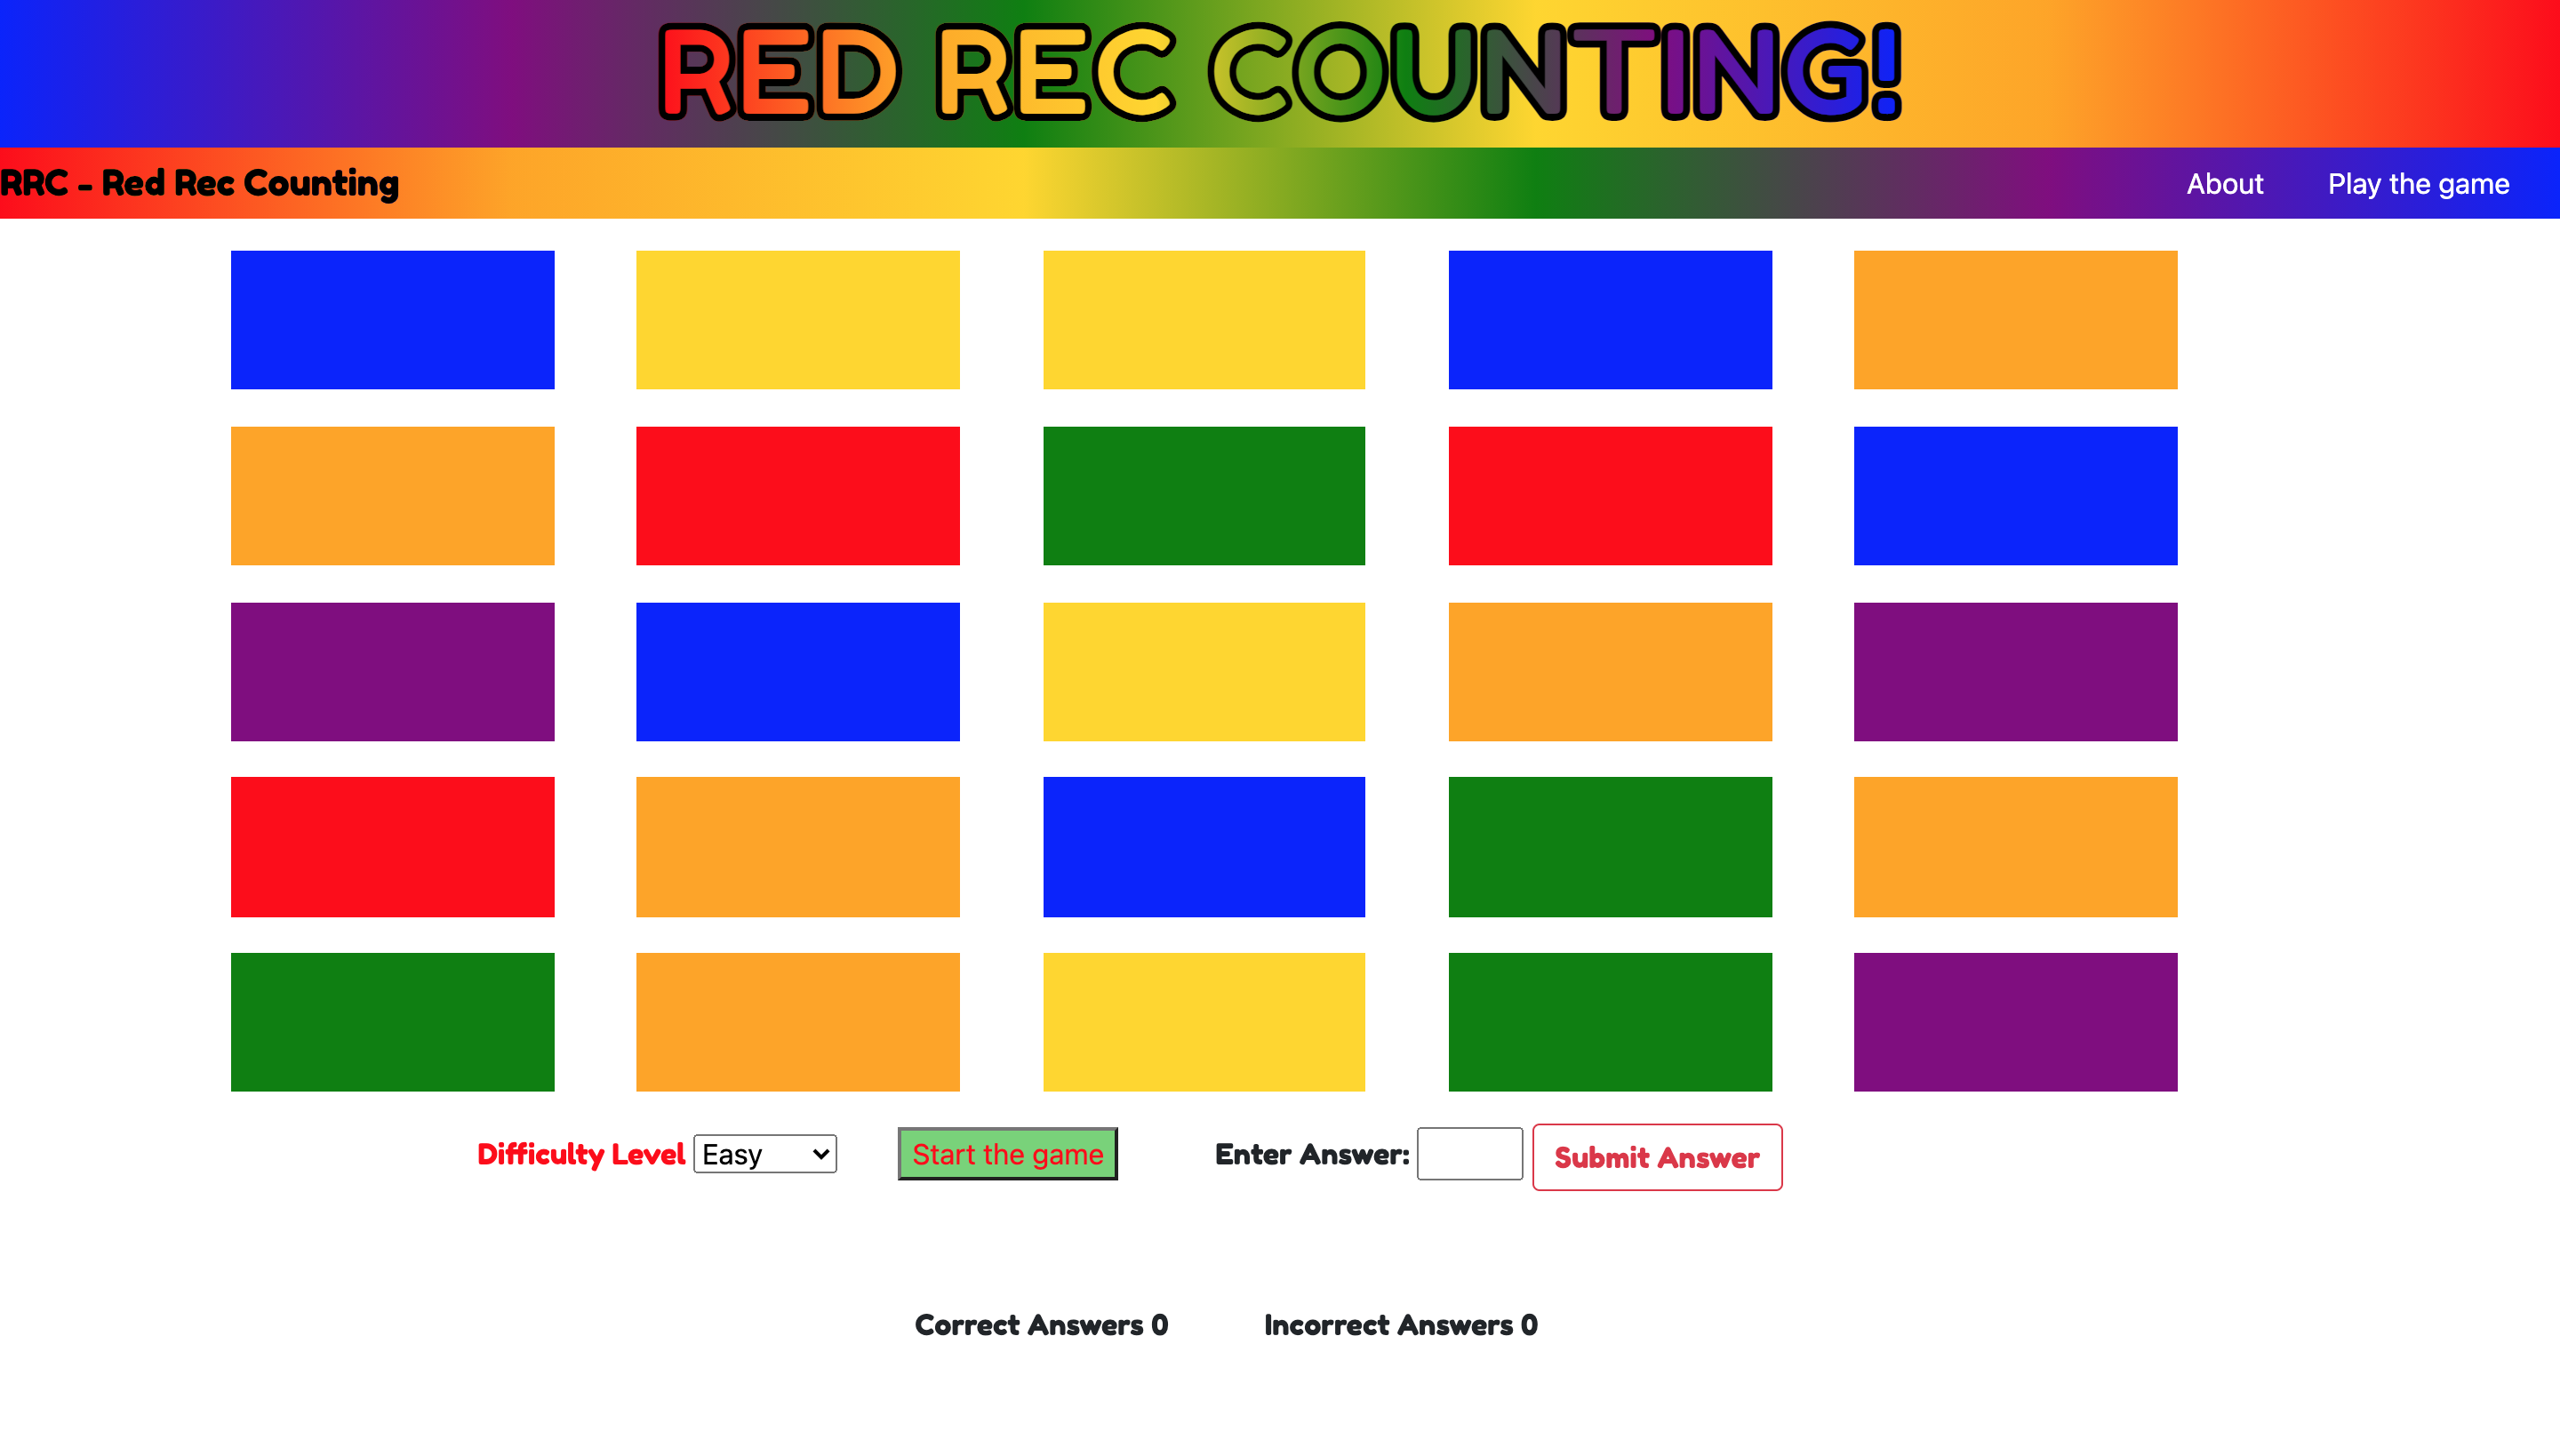 RED REC COUNTING!
RRC - Red Rec Counting About Play the game
Difficulty Level Easy Start the game Enter Answer: Submit Answer
Correct Answers 0 Incorrect Answers 0